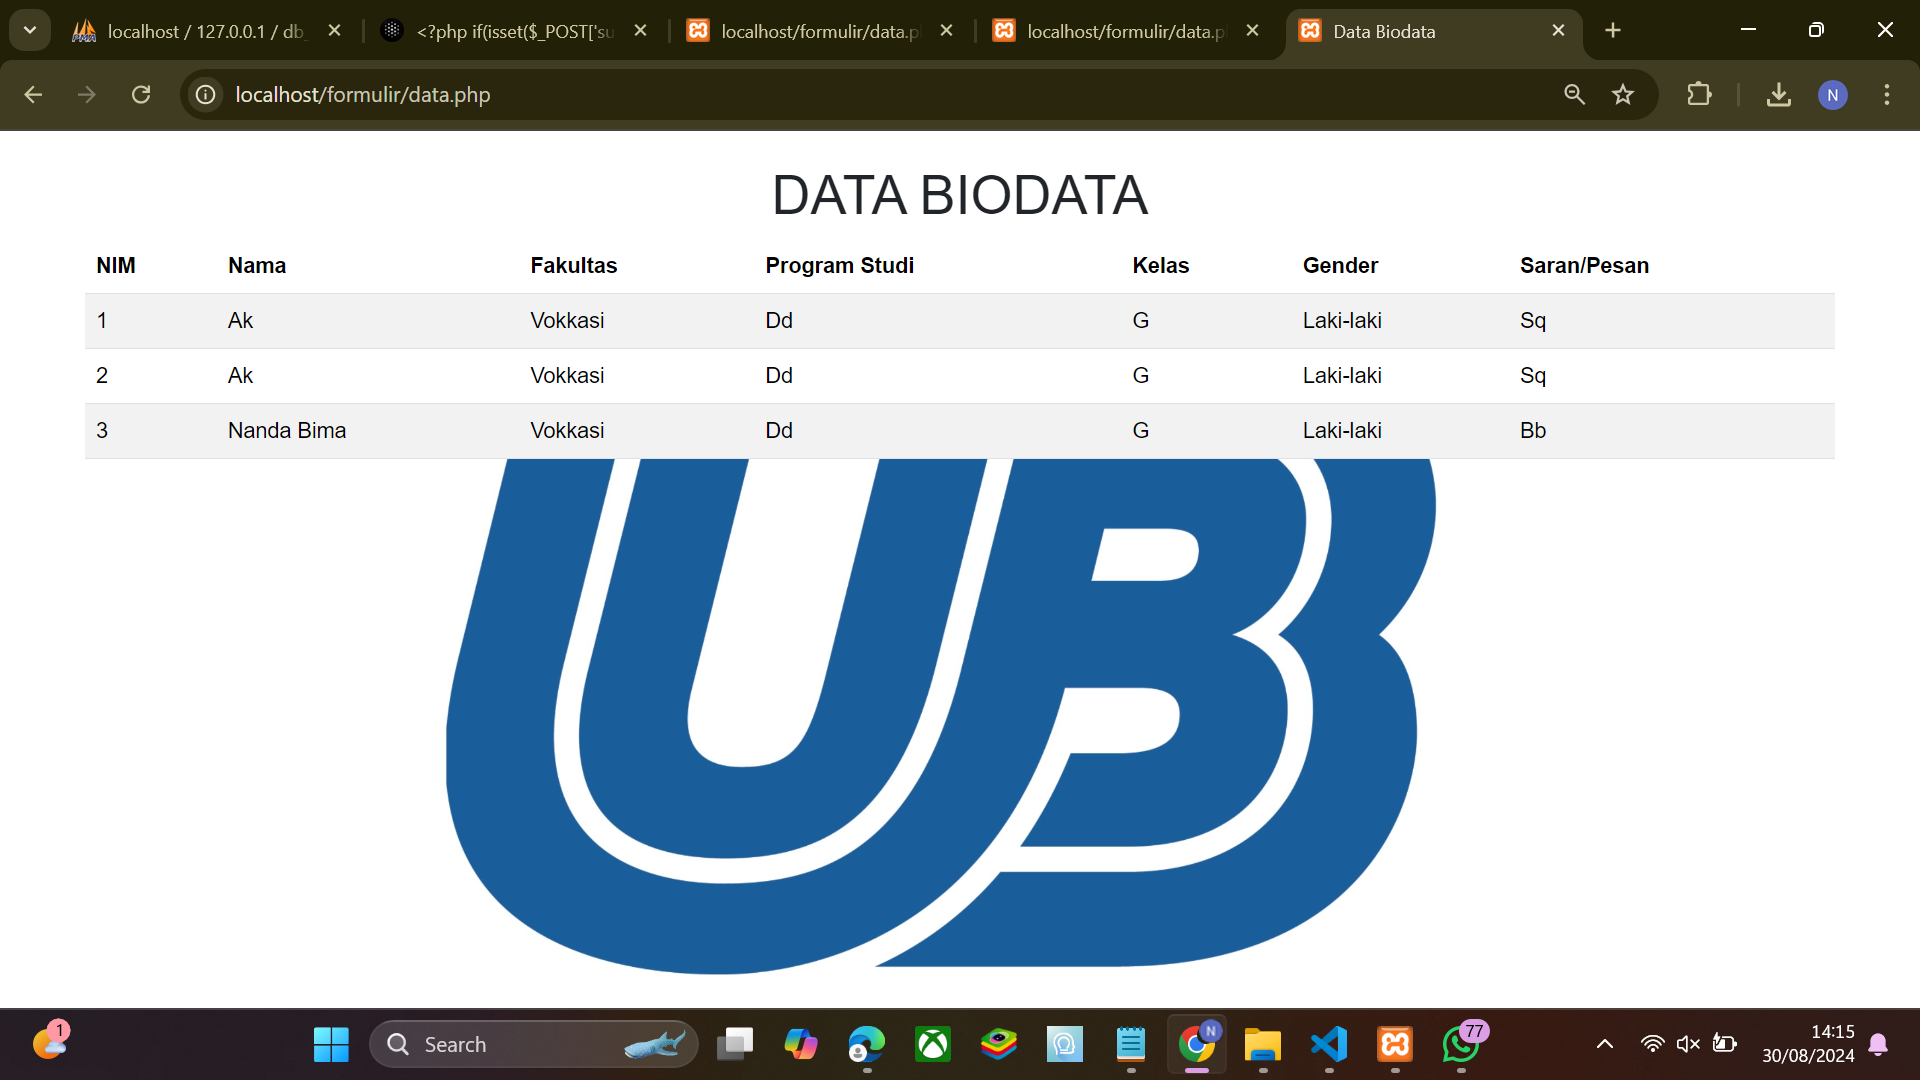 localhost / 127.0.0.1 / db_
<?php if(isset($_POST['su
localhost/formulir/data.p
localhost/formulir/data.p
Data Biodata
localhost/formulir/data.php
N
DATA BIODATA
NIM Nama Fakultas Program Studi Kelas Gender Saran/Pesan
1 Ak Vokkasi Dd G Laki-laki Sq
2 Ak Vokkasi Dd G Laki-laki Sq
3 Nanda Bima Vokkasi Dd G Laki-laki Bb
UB
1
Search
N
77
14:15
30/08/2024